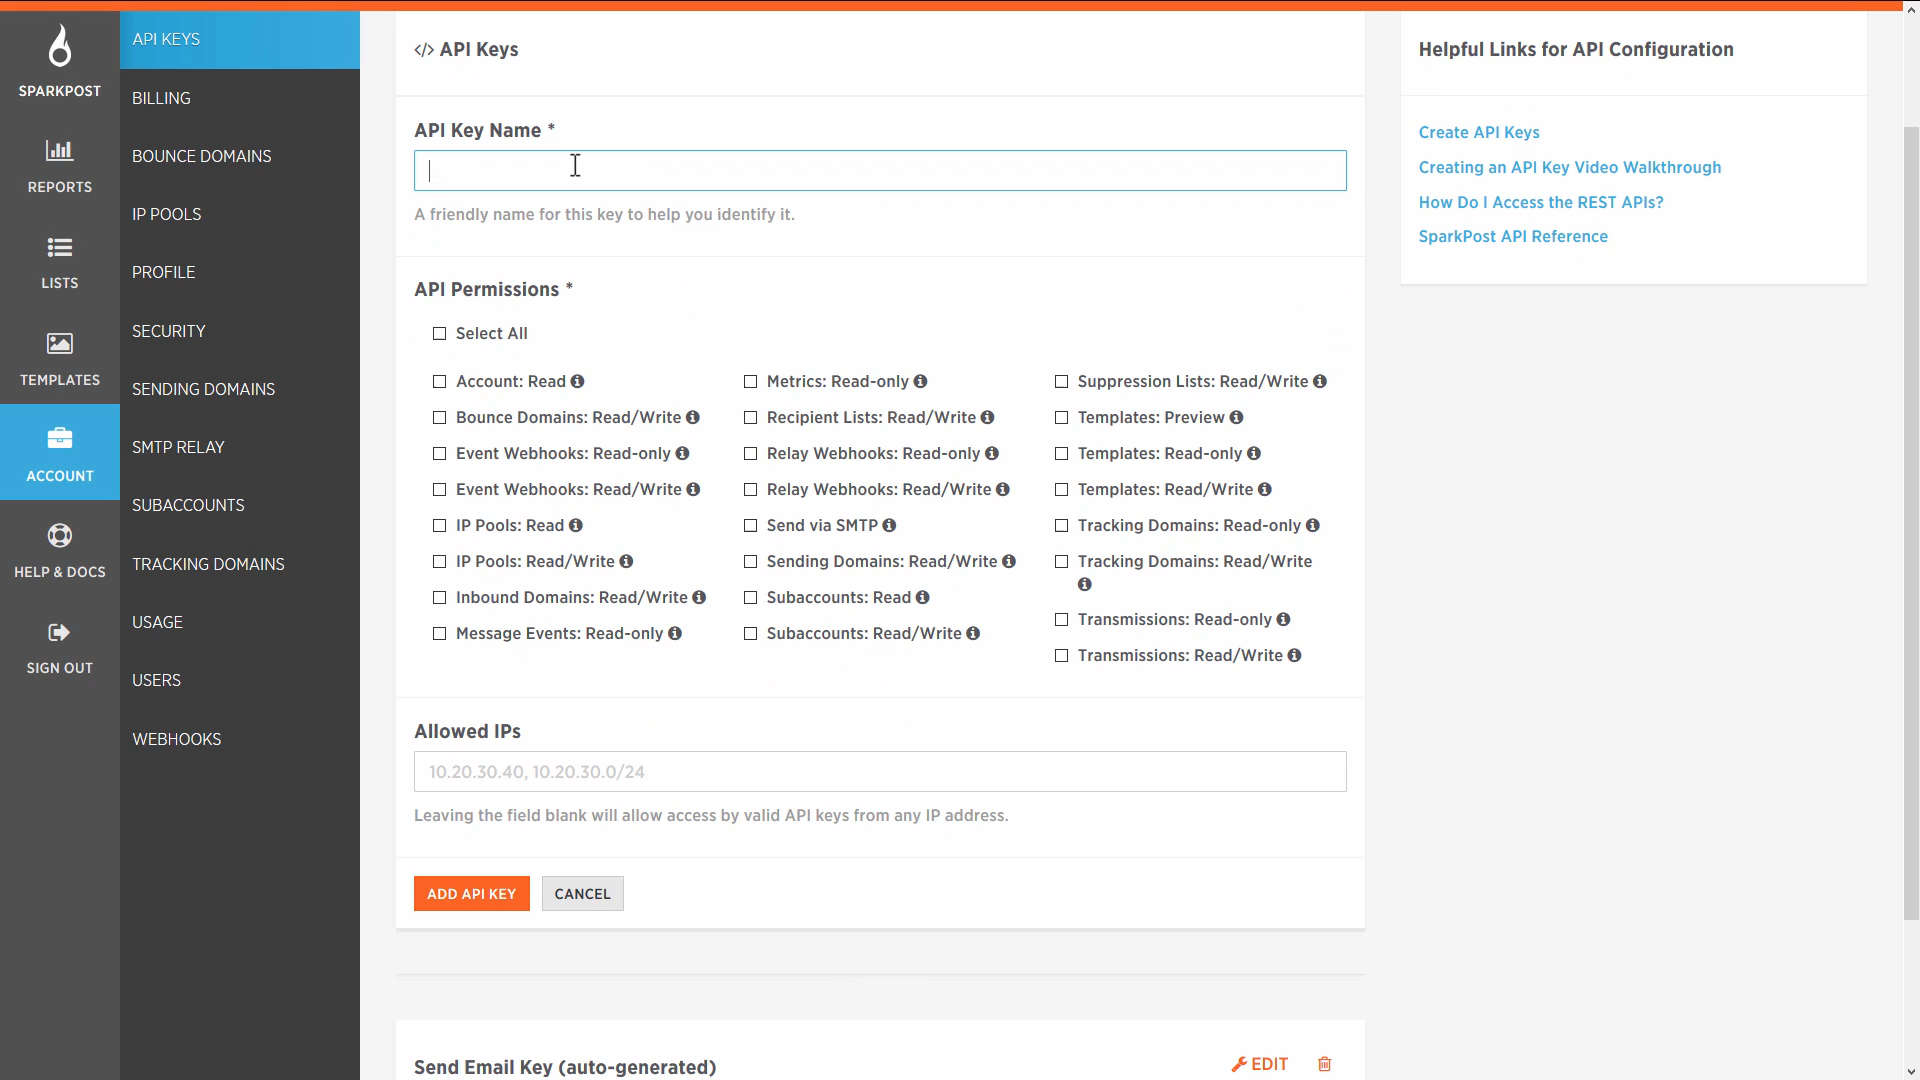 SPARKPOST
REPORTS
LISTS
TEMPLATES
ACCOUNT
HELP & DOCS
SIGN OUT
API KEYS
BILLING
BOUNCE DOMAINS
IP POOLS
PROFILE
SECURITY
SENDING DOMAINS
SMTP RELAY
SUBACCOUNTS
TRACKING DOMAINS
USAGE
USERS
WEBHOOKS
</> API Keys
API Key Name *
A friendly name for this key to help you identify it.
API Permissions *
Select All
Account: Read
Bounce Domains: Read/Write
Event Webhooks: Read-only
Event Webhooks: Read/Write
IP Pools: Read
IP Pools: Read/Write
Inbound Domains: Read/Write
Message Events: Read-only
Metrics: Read-only
Recipient Lists: Read/Write
Relay Webhooks: Read-only
Relay Webhooks: Read/Write
Send via SMTP
Sending Domains: Read/Write
Subaccounts: Read
Subaccounts: Read/Write
Suppression Lists: Read/Write
Templates: Preview
Templates: Read-only
Templates: Read/Write
Tracking Domains: Read-only
Tracking Domains: Read/Write
Transmissions: Read-only
Transmissions: Read/Write
Allowed IPs
10.20.30.40, 10.20.30.0/24
Leaving the field blank will allow access by valid API keys from any IP address.
ADD API KEY
CANCEL
Send Email Key (auto-generated)
EDIT
Helpful Links for API Configuration
Create API Keys
Creating an API Key Video Walkthrough
How Do I Access the REST APIs?
SparkPost API Reference